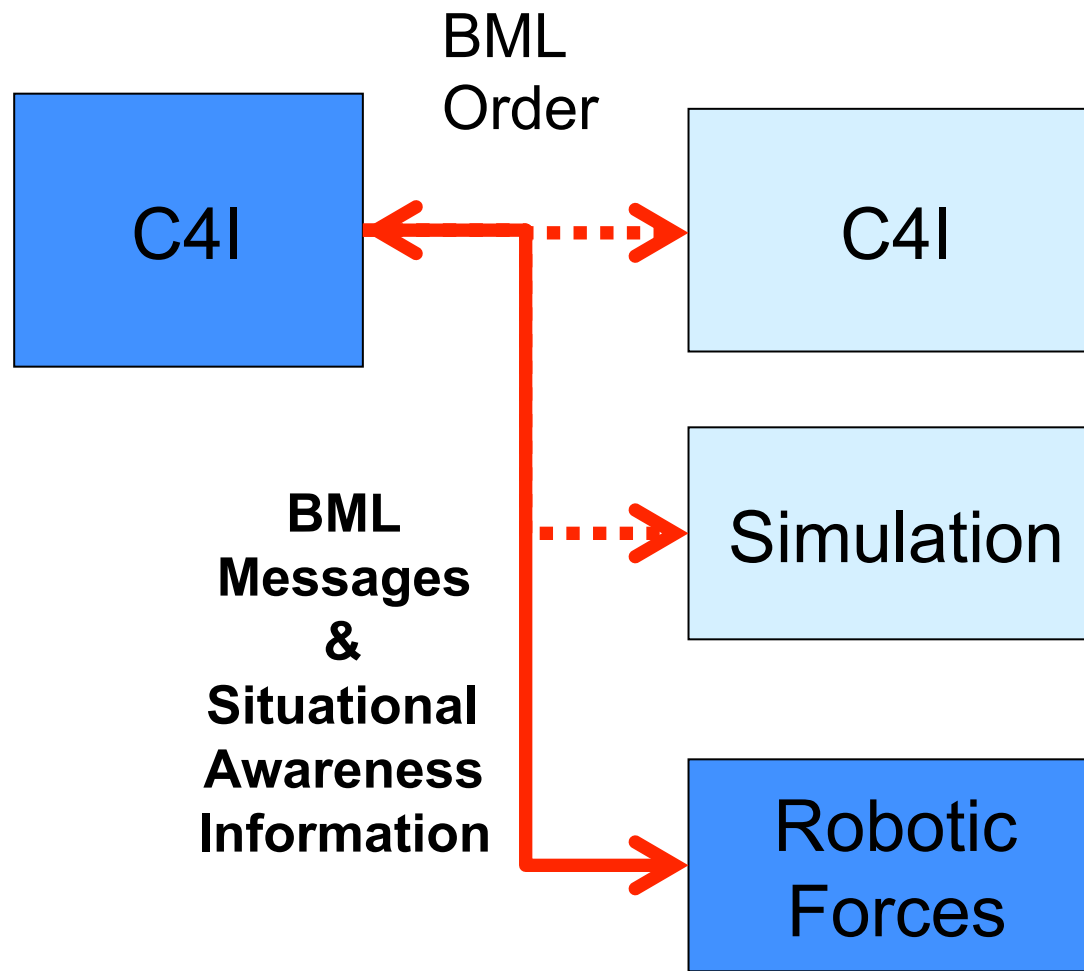 BML
Order
C4I
C4I
Simulation
BML
Messages
&
Situational
Awareness
Information
Robotic
Forces